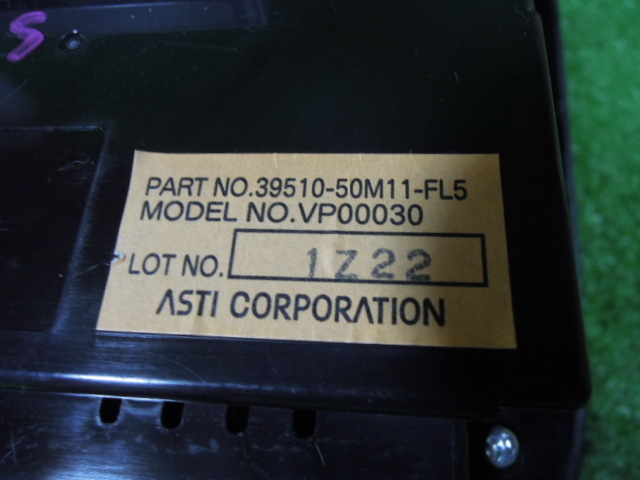 S
PART NO.39510-50M11-FL5
MODEL NO.VP00030
LOT NO. 1Z22
ASTI CORPORATION